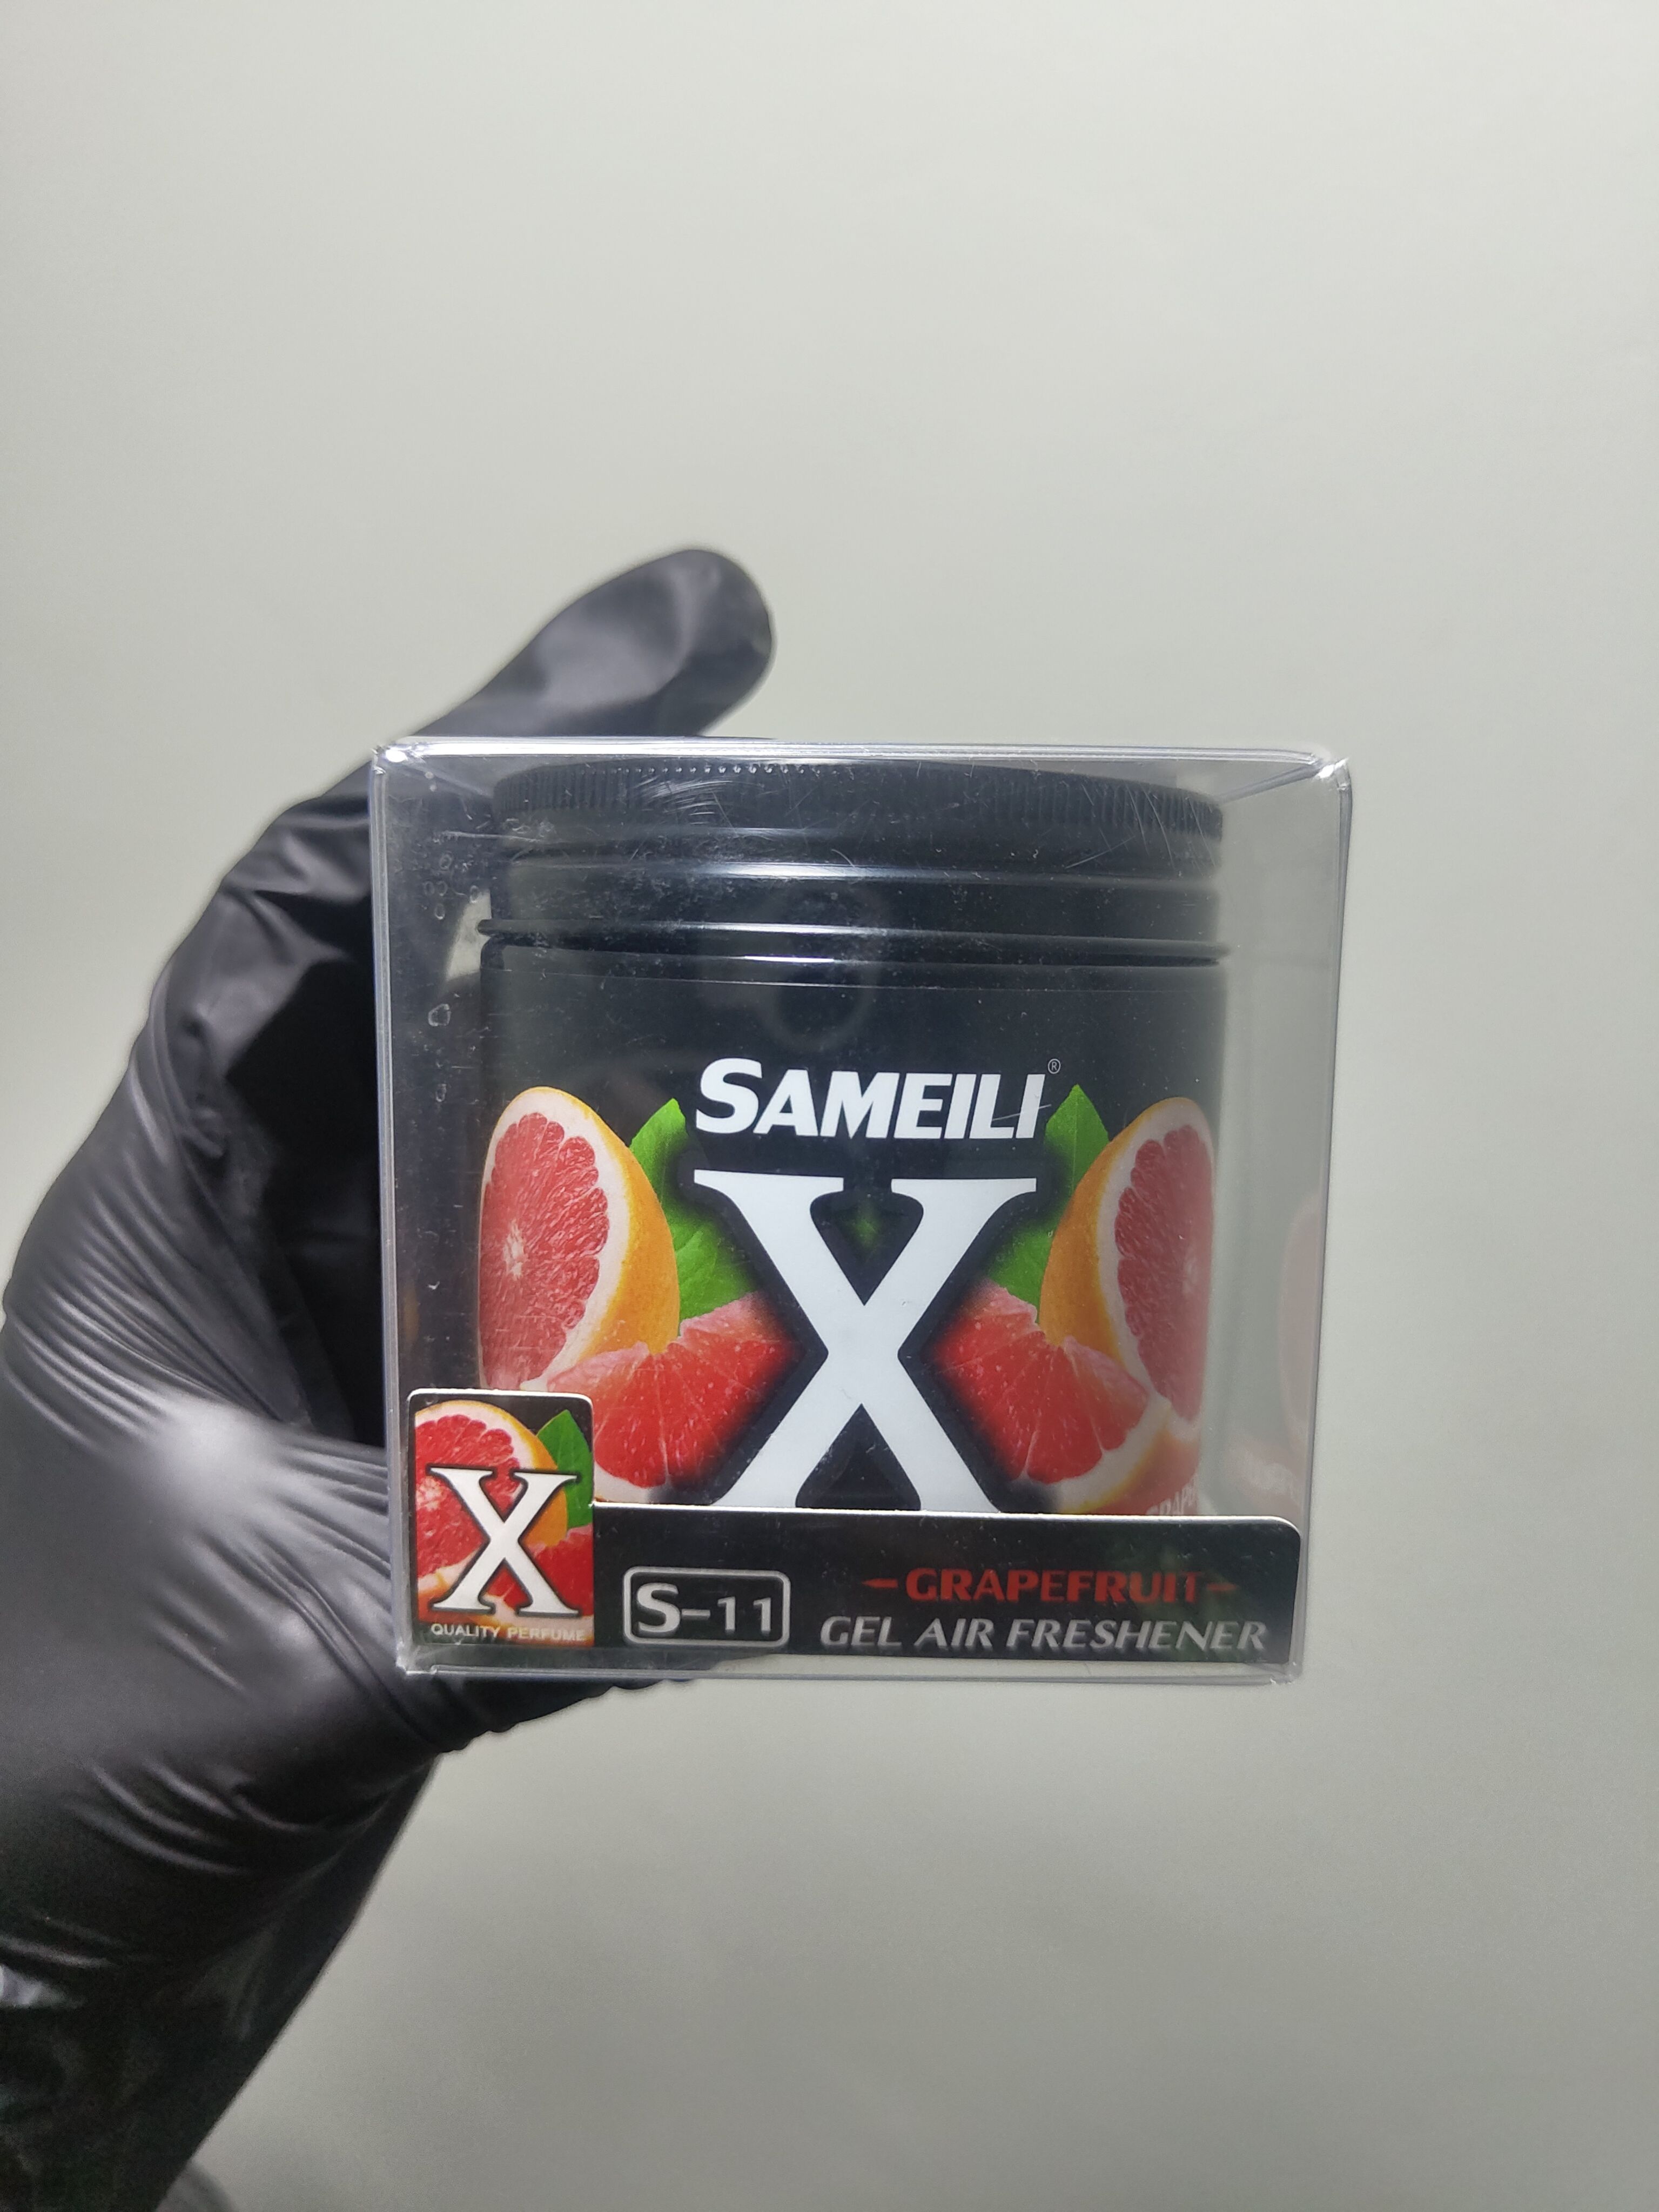 SAMEILI®
X
X
QUALITY PERFUME
S-11
-GRAPEFRUIT-
GEL AIR FRESHENER